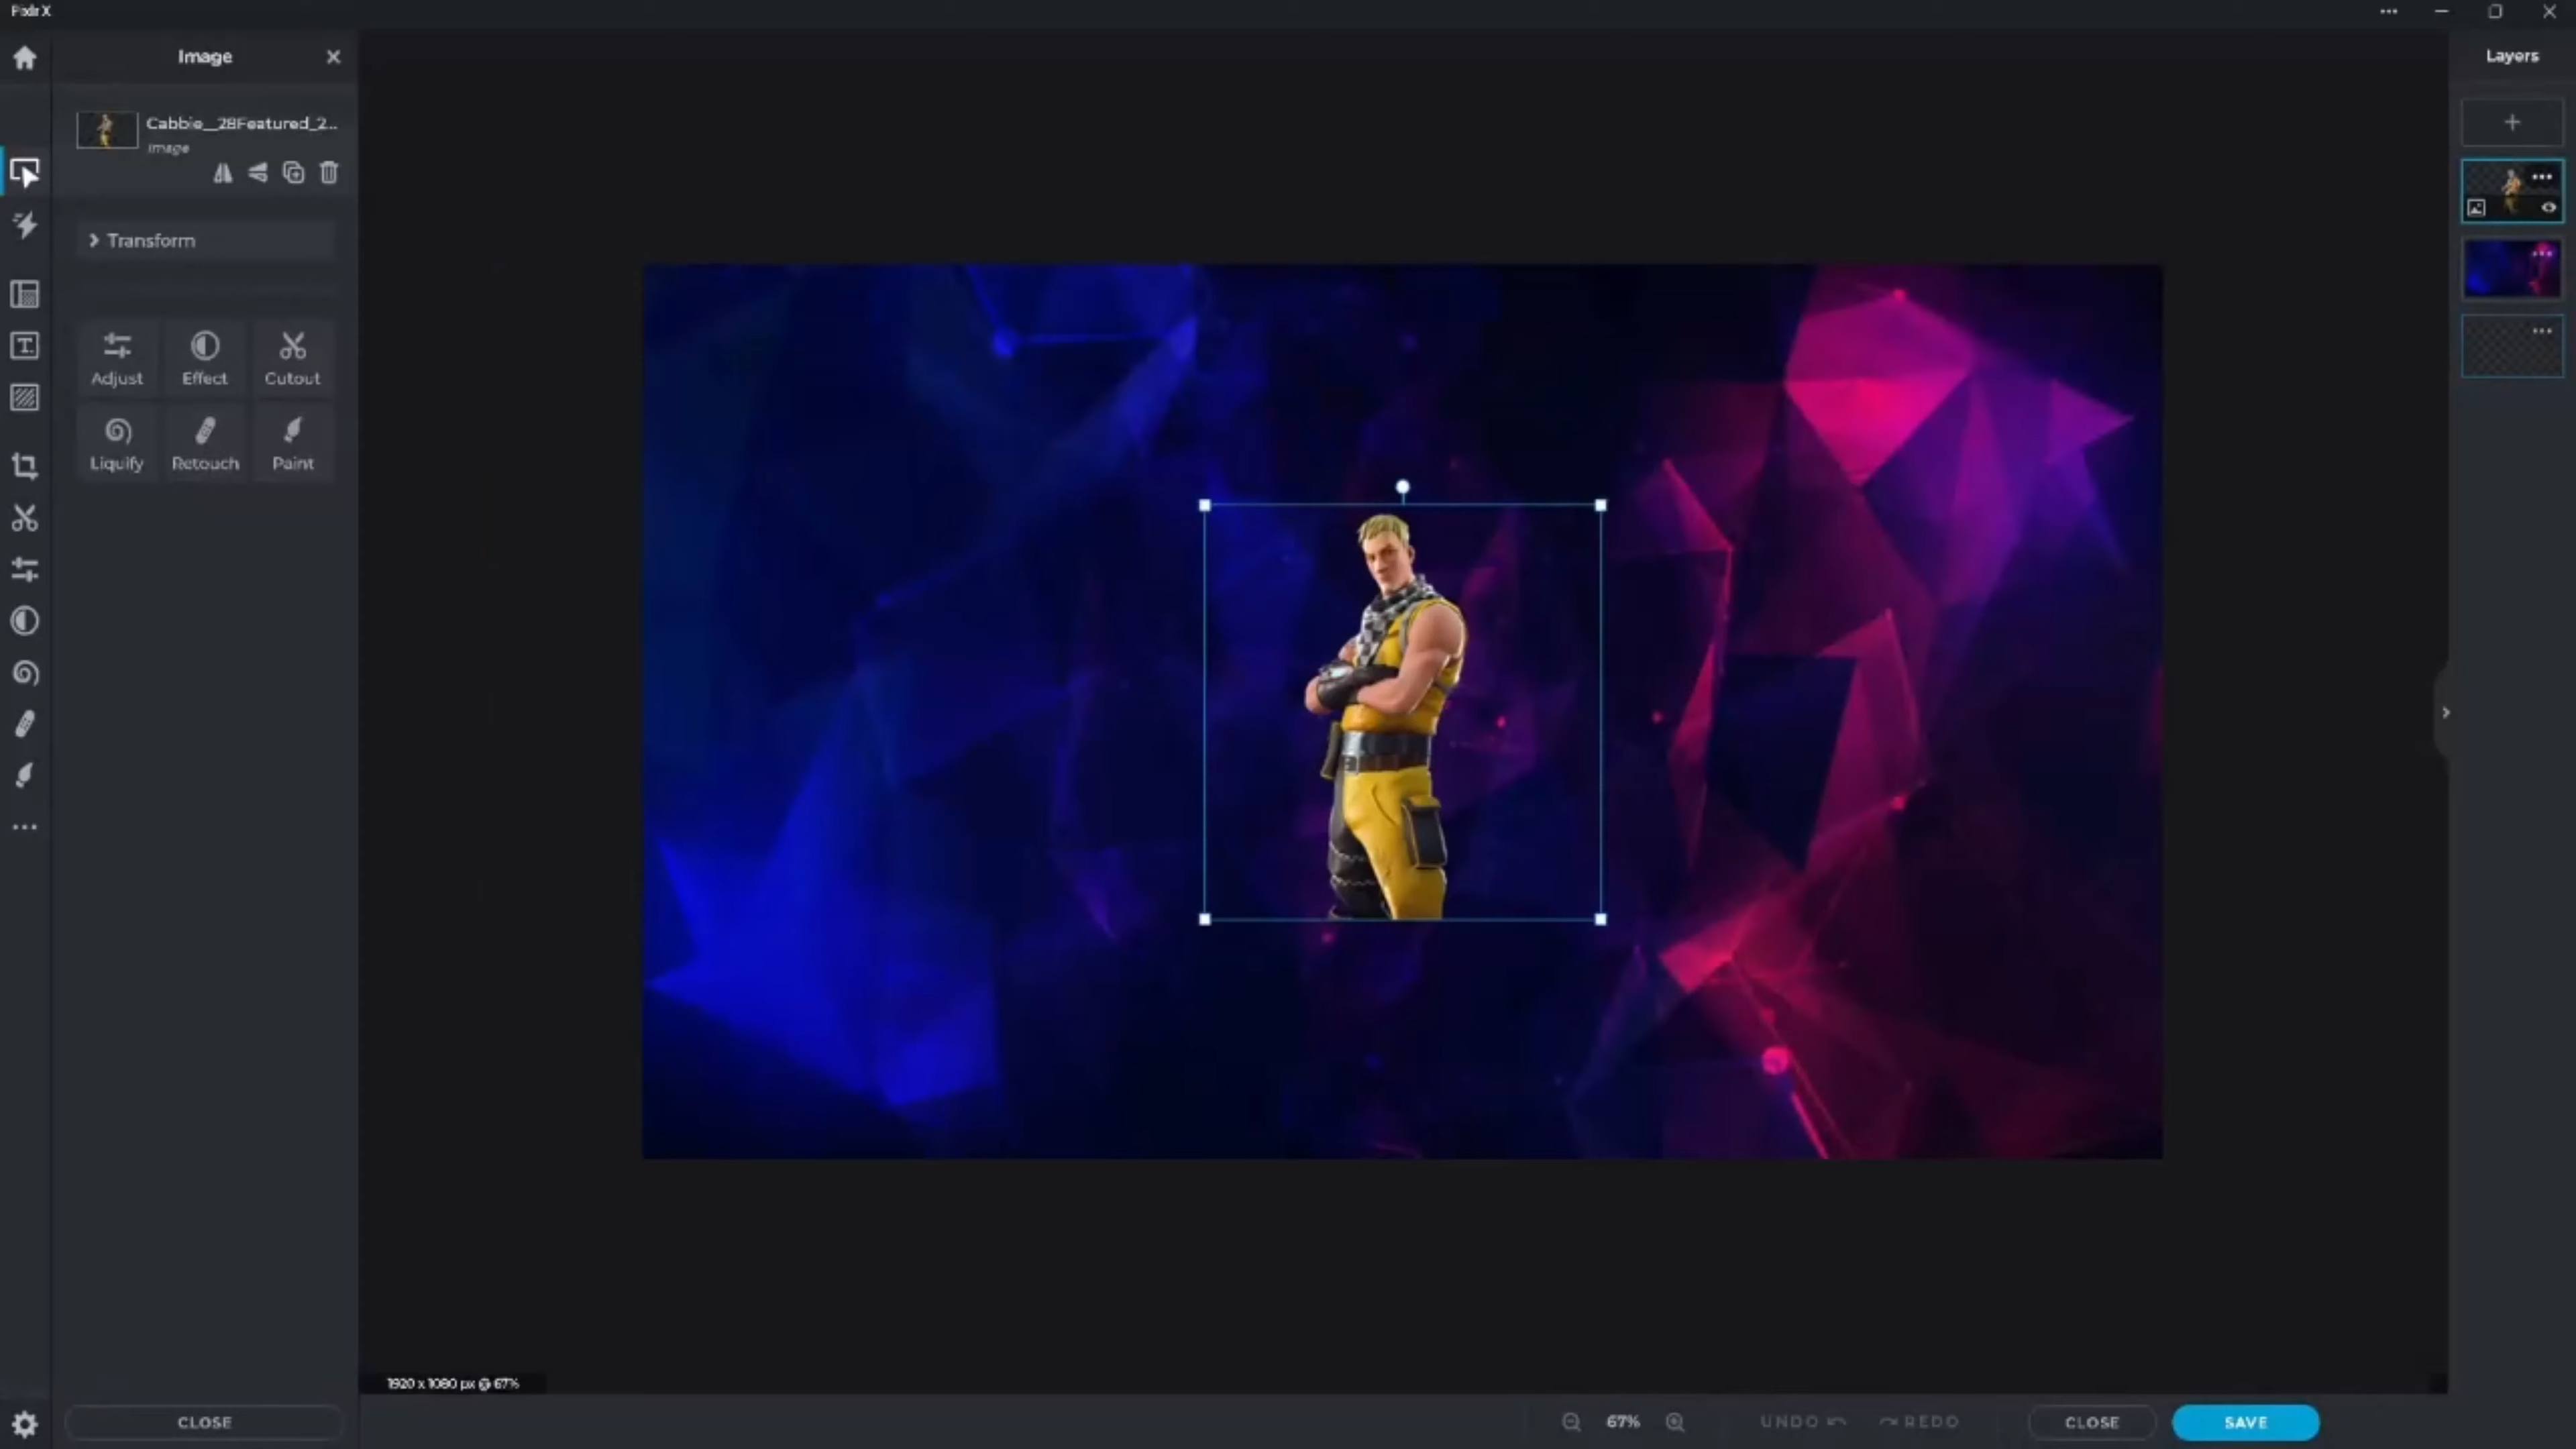 Pixlr X
Image
Layers
Cabbie__28Featured_2...
Image
Transform
Adjust
Effect
Cutout
Liquify
Retouch
Paint
1920 x 1080 px @ 67%
CLOSE
67%
UNDO
REDO
CLOSE
SAVE